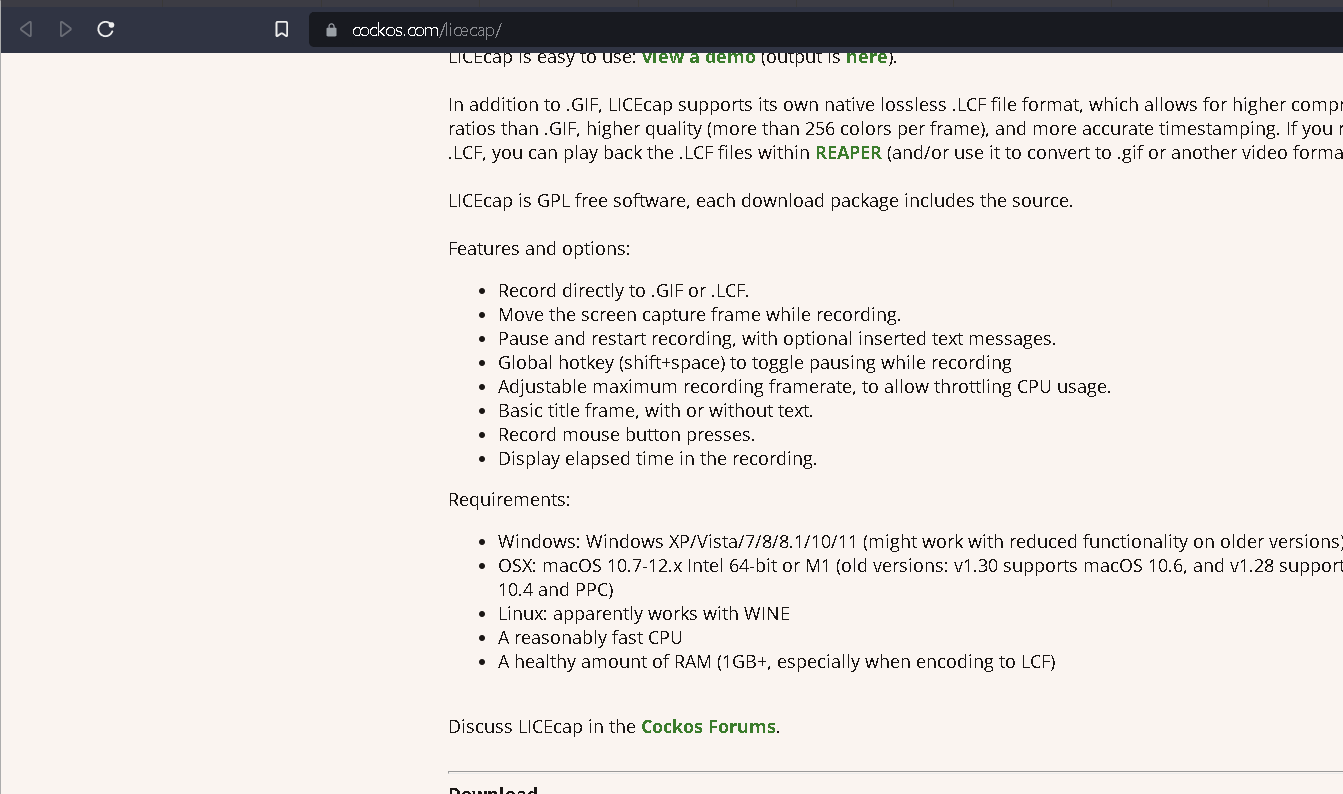 cockos.com/licecap/
LICEcap is easy to use: view a demo (output is here).
In addition to .GIF, LICEcap supports its own native lossless .LCF file format, which allows for higher
ratios than .GIF, higher quality (more than 256 colors per frame), and more accurate timestamping. If you
.LCF, you can play back the .LCF files within REAPER (and/or use it to convert to .gif or another video
LICEcap is GPL free software, each download package includes the source.
Features and options:
• Record directly to .GIF or .LCF.
• Move the screen capture frame while recording.
• Pause and restart recording, with optional inserted text messages.
• Global hotkey (shift+space) to toggle pausing while recording
• Adjustable maximum recording framerate, to allow throttling CPU usage.
• Basic title frame, with or without text.
• Record mouse button presses.
• Display elapsed time in the recording.
Requirements:
• Windows: Windows XP/Vista/7/8/8.1/10/11 (might work with reduced functionality on older versions)
• OSX: macOS 10.7-12.x Intel 64-bit or M1 (old versions: v1.30 supports macOS 10.6, and v1.28 support
10.4 and PPC)
• Linux: apparently works with WINE
• A reasonably fast CPU
• A healthy amount of RAM (1GB+, especially when encoding to LCF)
Discuss LICEcap in the Cockos Forums.
Download